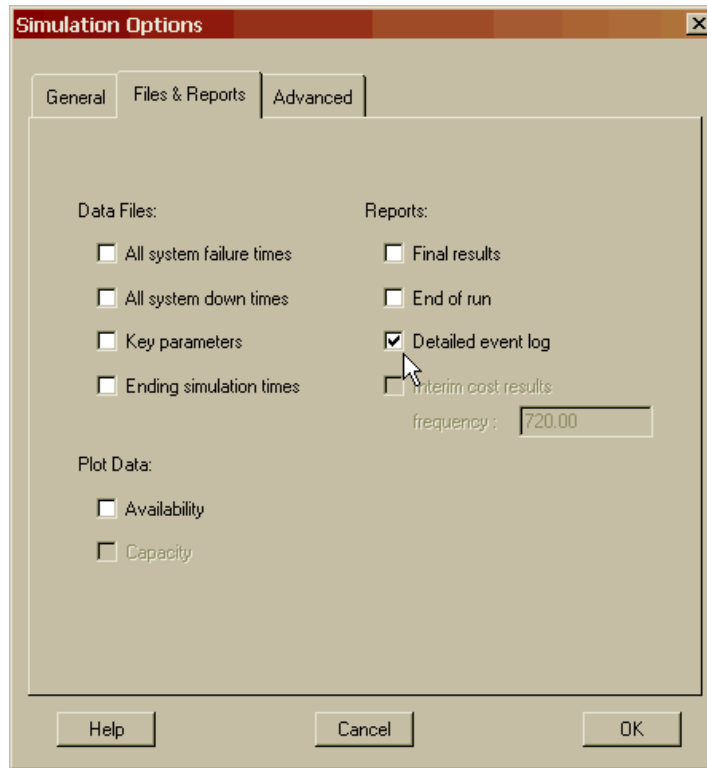 Simulation Options
General
Files & Reports
Advanced
Data Files:
All system failure times
All system down times
Key parameters
Ending simulation times
Reports:
Final results
End of run
Detailed event log
Interim cost results
frequency :
720.00
Plot Data:
Availability
Capacity
Help
Cancel
OK